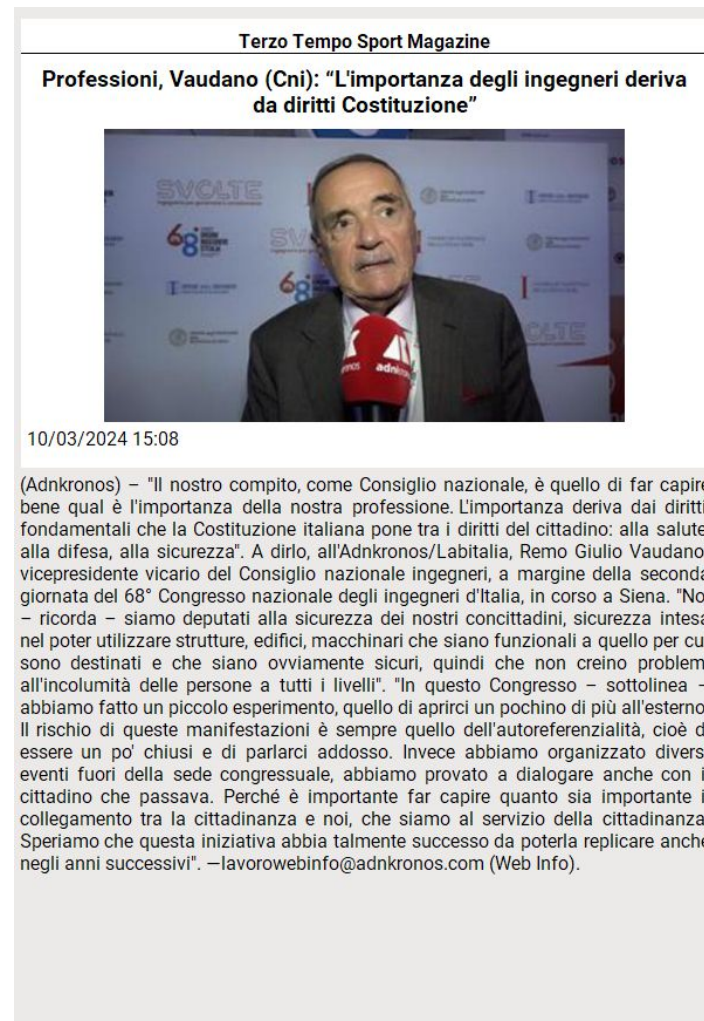 Terzo Tempo Sport Magazine
Professioni, Vaudano (Cni): “L'importanza degli ingegneri deriva
da diritti Costituzione”
SVOLTE
68
adnkronos
10/03/2024 15:08
(Adnkronos) – "Il nostro compito, come Consiglio nazionale, è quello di far capire
bene qual è l'importanza della nostra professione. L'importanza deriva dai diritti
fondamentali che la Costituzione italiana pone tra i diritti del cittadino: alla salute
alla difesa, alla sicurezza". A dirlo, all'Adnkronos/Labitalia, Remo Giulio Vaudano
vicepresidente vicario del Consiglio nazionale ingegneri, a margine della seconda
giornata del 68° Congresso nazionale degli ingegneri d'Italia, in corso a Siena. "No
– ricorda – siamo deputati alla sicurezza dei nostri concittadini, sicurezza intesa
nel poter utilizzare strutture, edifici, macchinari che siano funzionali a quello per cu
sono destinati e che siano ovviamente sicuri, quindi che non creino problem
all'incolumità delle persone a tutti i livelli". "In questo Congresso – sottolinea –
abbiamo fatto un piccolo esperimento, quello di aprirci un pochino di più all'esterno
Il rischio di queste manifestazioni è sempre quello dell'autoreferenzialità, cioè d
essere un po' chiusi e di parlarci addosso. Invece abbiamo organizzato divers
eventi fuori della sede congressuale, abbiamo provato a dialogare anche con i
cittadino che passava. Perché è importante far capire quanto sia importante i
collegamento tra la cittadinanza e noi, che siamo al servizio della cittadinanza
Speriamo che questa iniziativa abbia talmente successo da poterla replicare anche
negli anni successivi". —lavorowebinfo@adnkronos.com (Web Info).